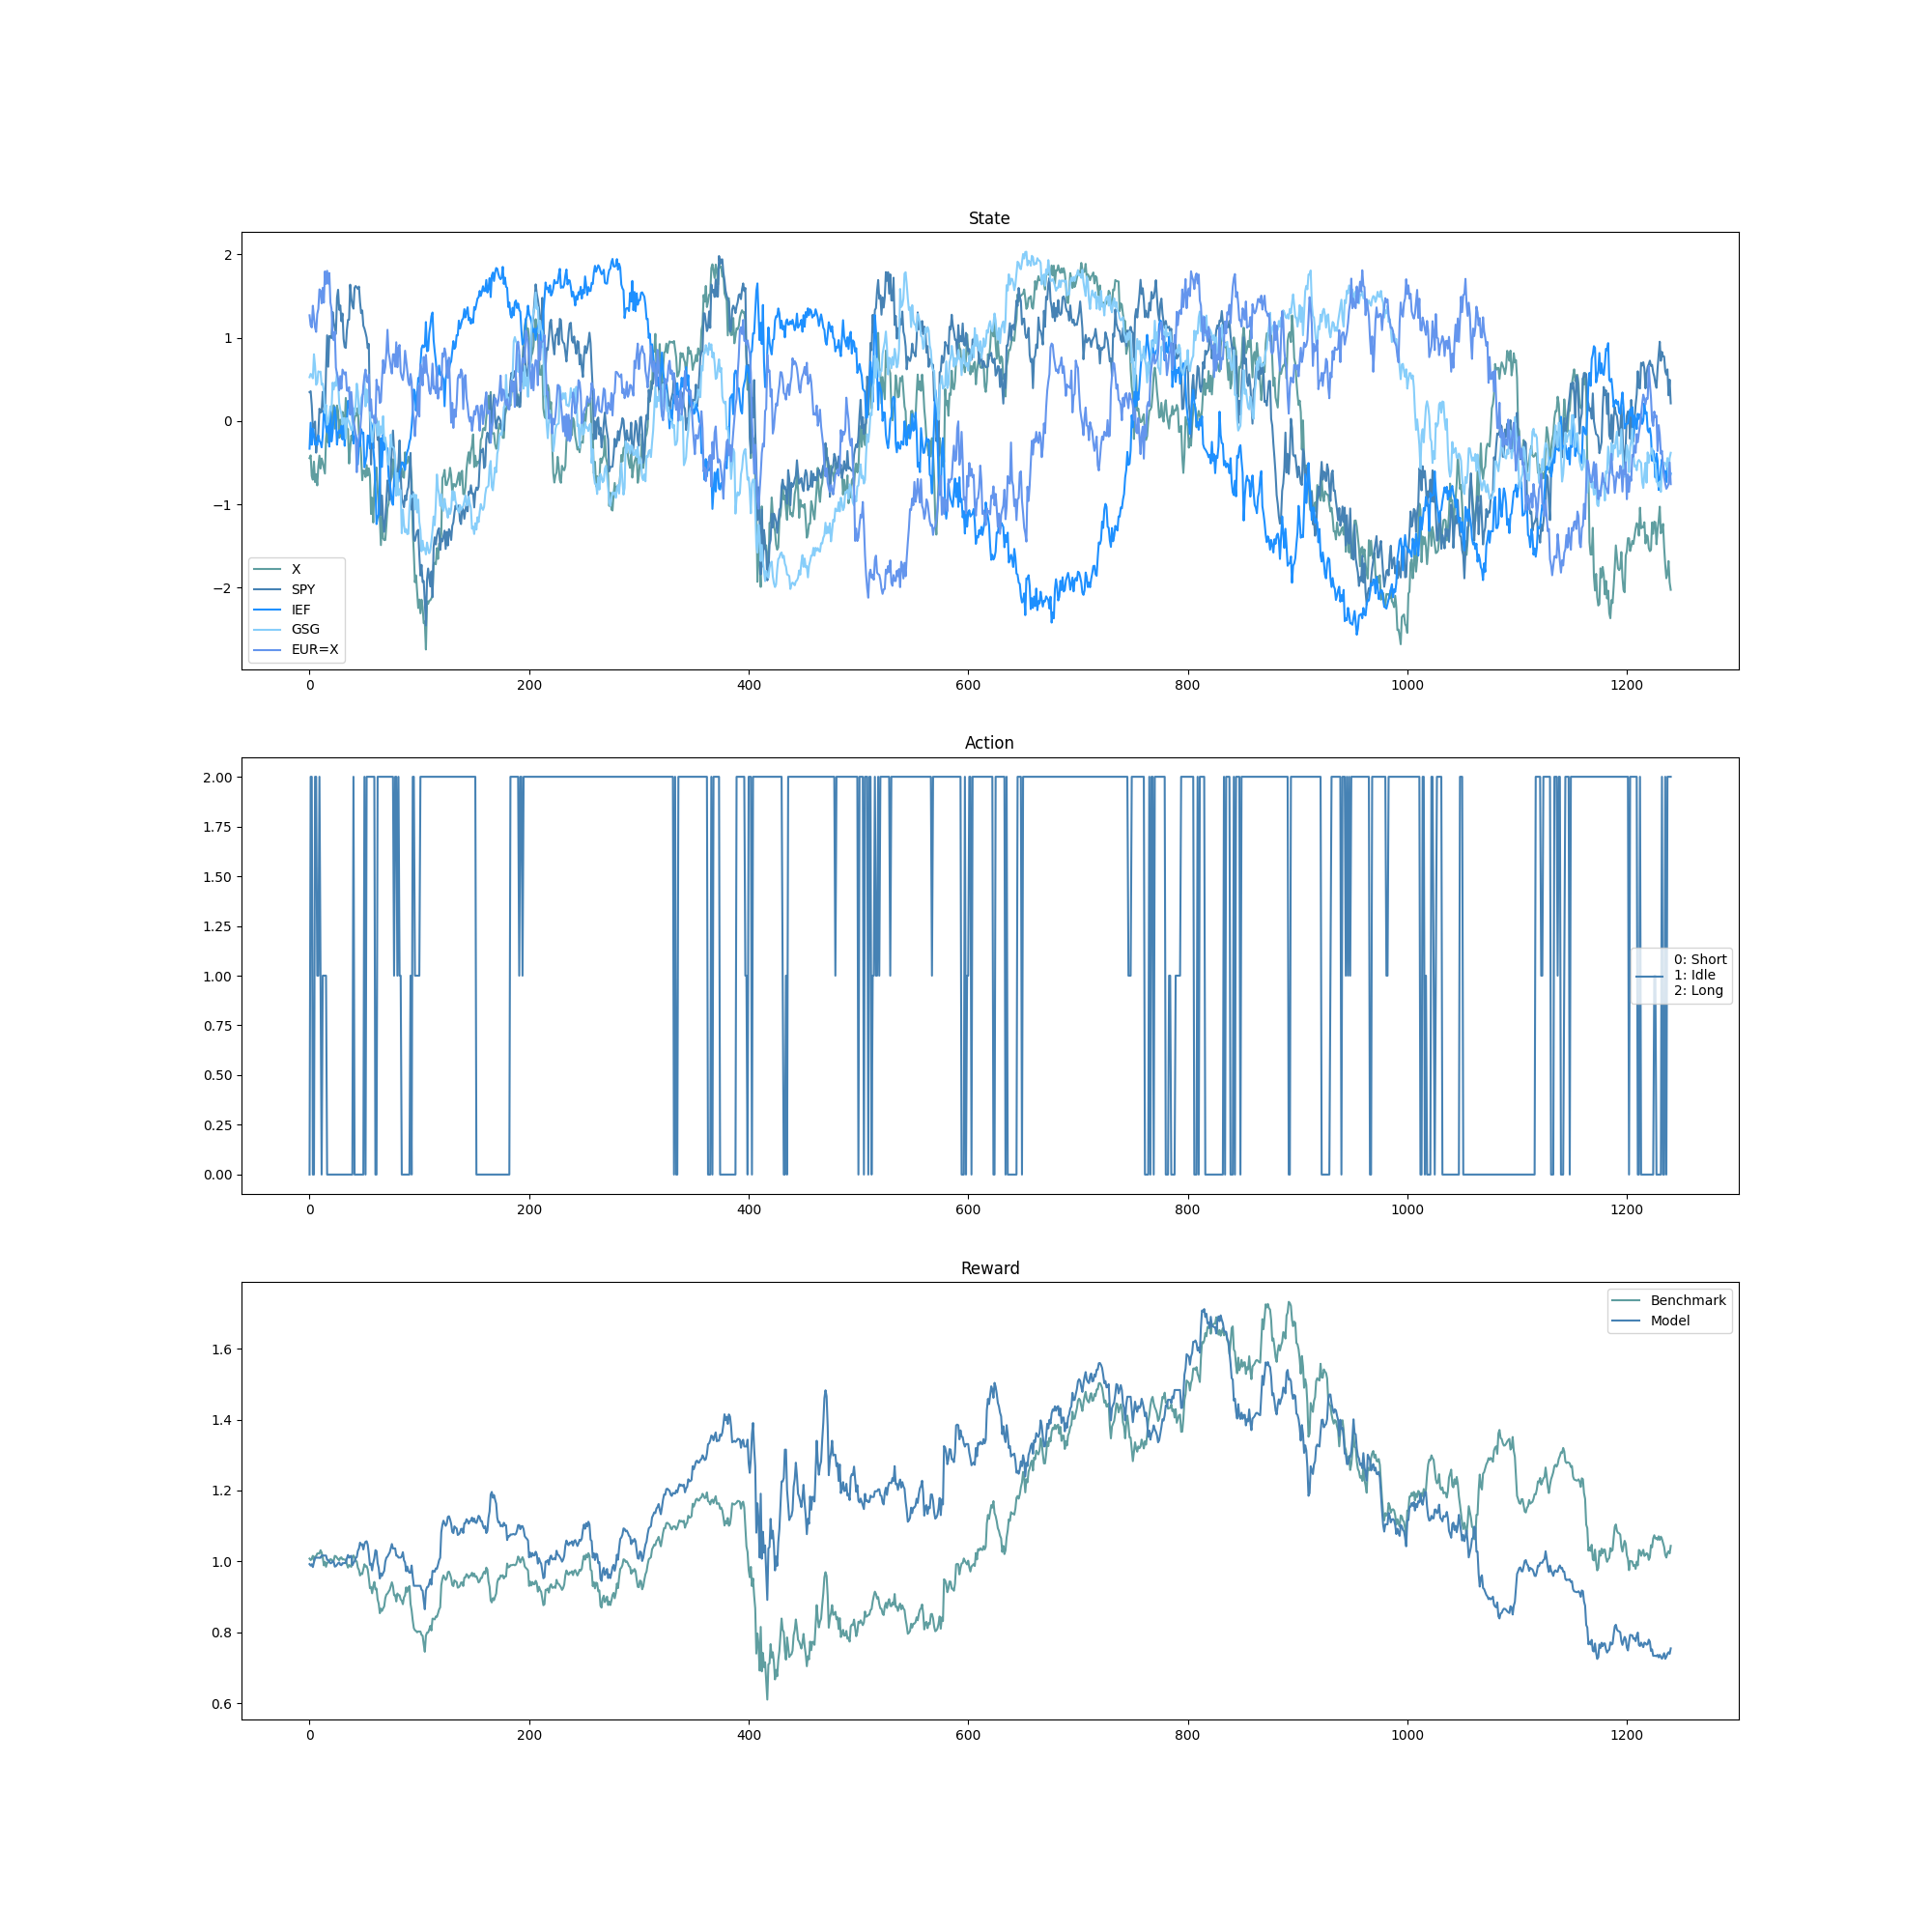 State
2
1
0
−1
−2
X
SPY
IEF
GSG
EUR=X
0 200 400 600 800 1000 1200
Action
2.00
1.75
1.50
1.25
1.00
0.75
0.50
0.25
0.00
0: Short
1: Idle
2: Long
0 200 400 600 800 1000 1200
Reward
Benchmark
Model
1.6
1.4
1.2
1.0
0.8
0.6
0 200 400 600 800 1000 1200